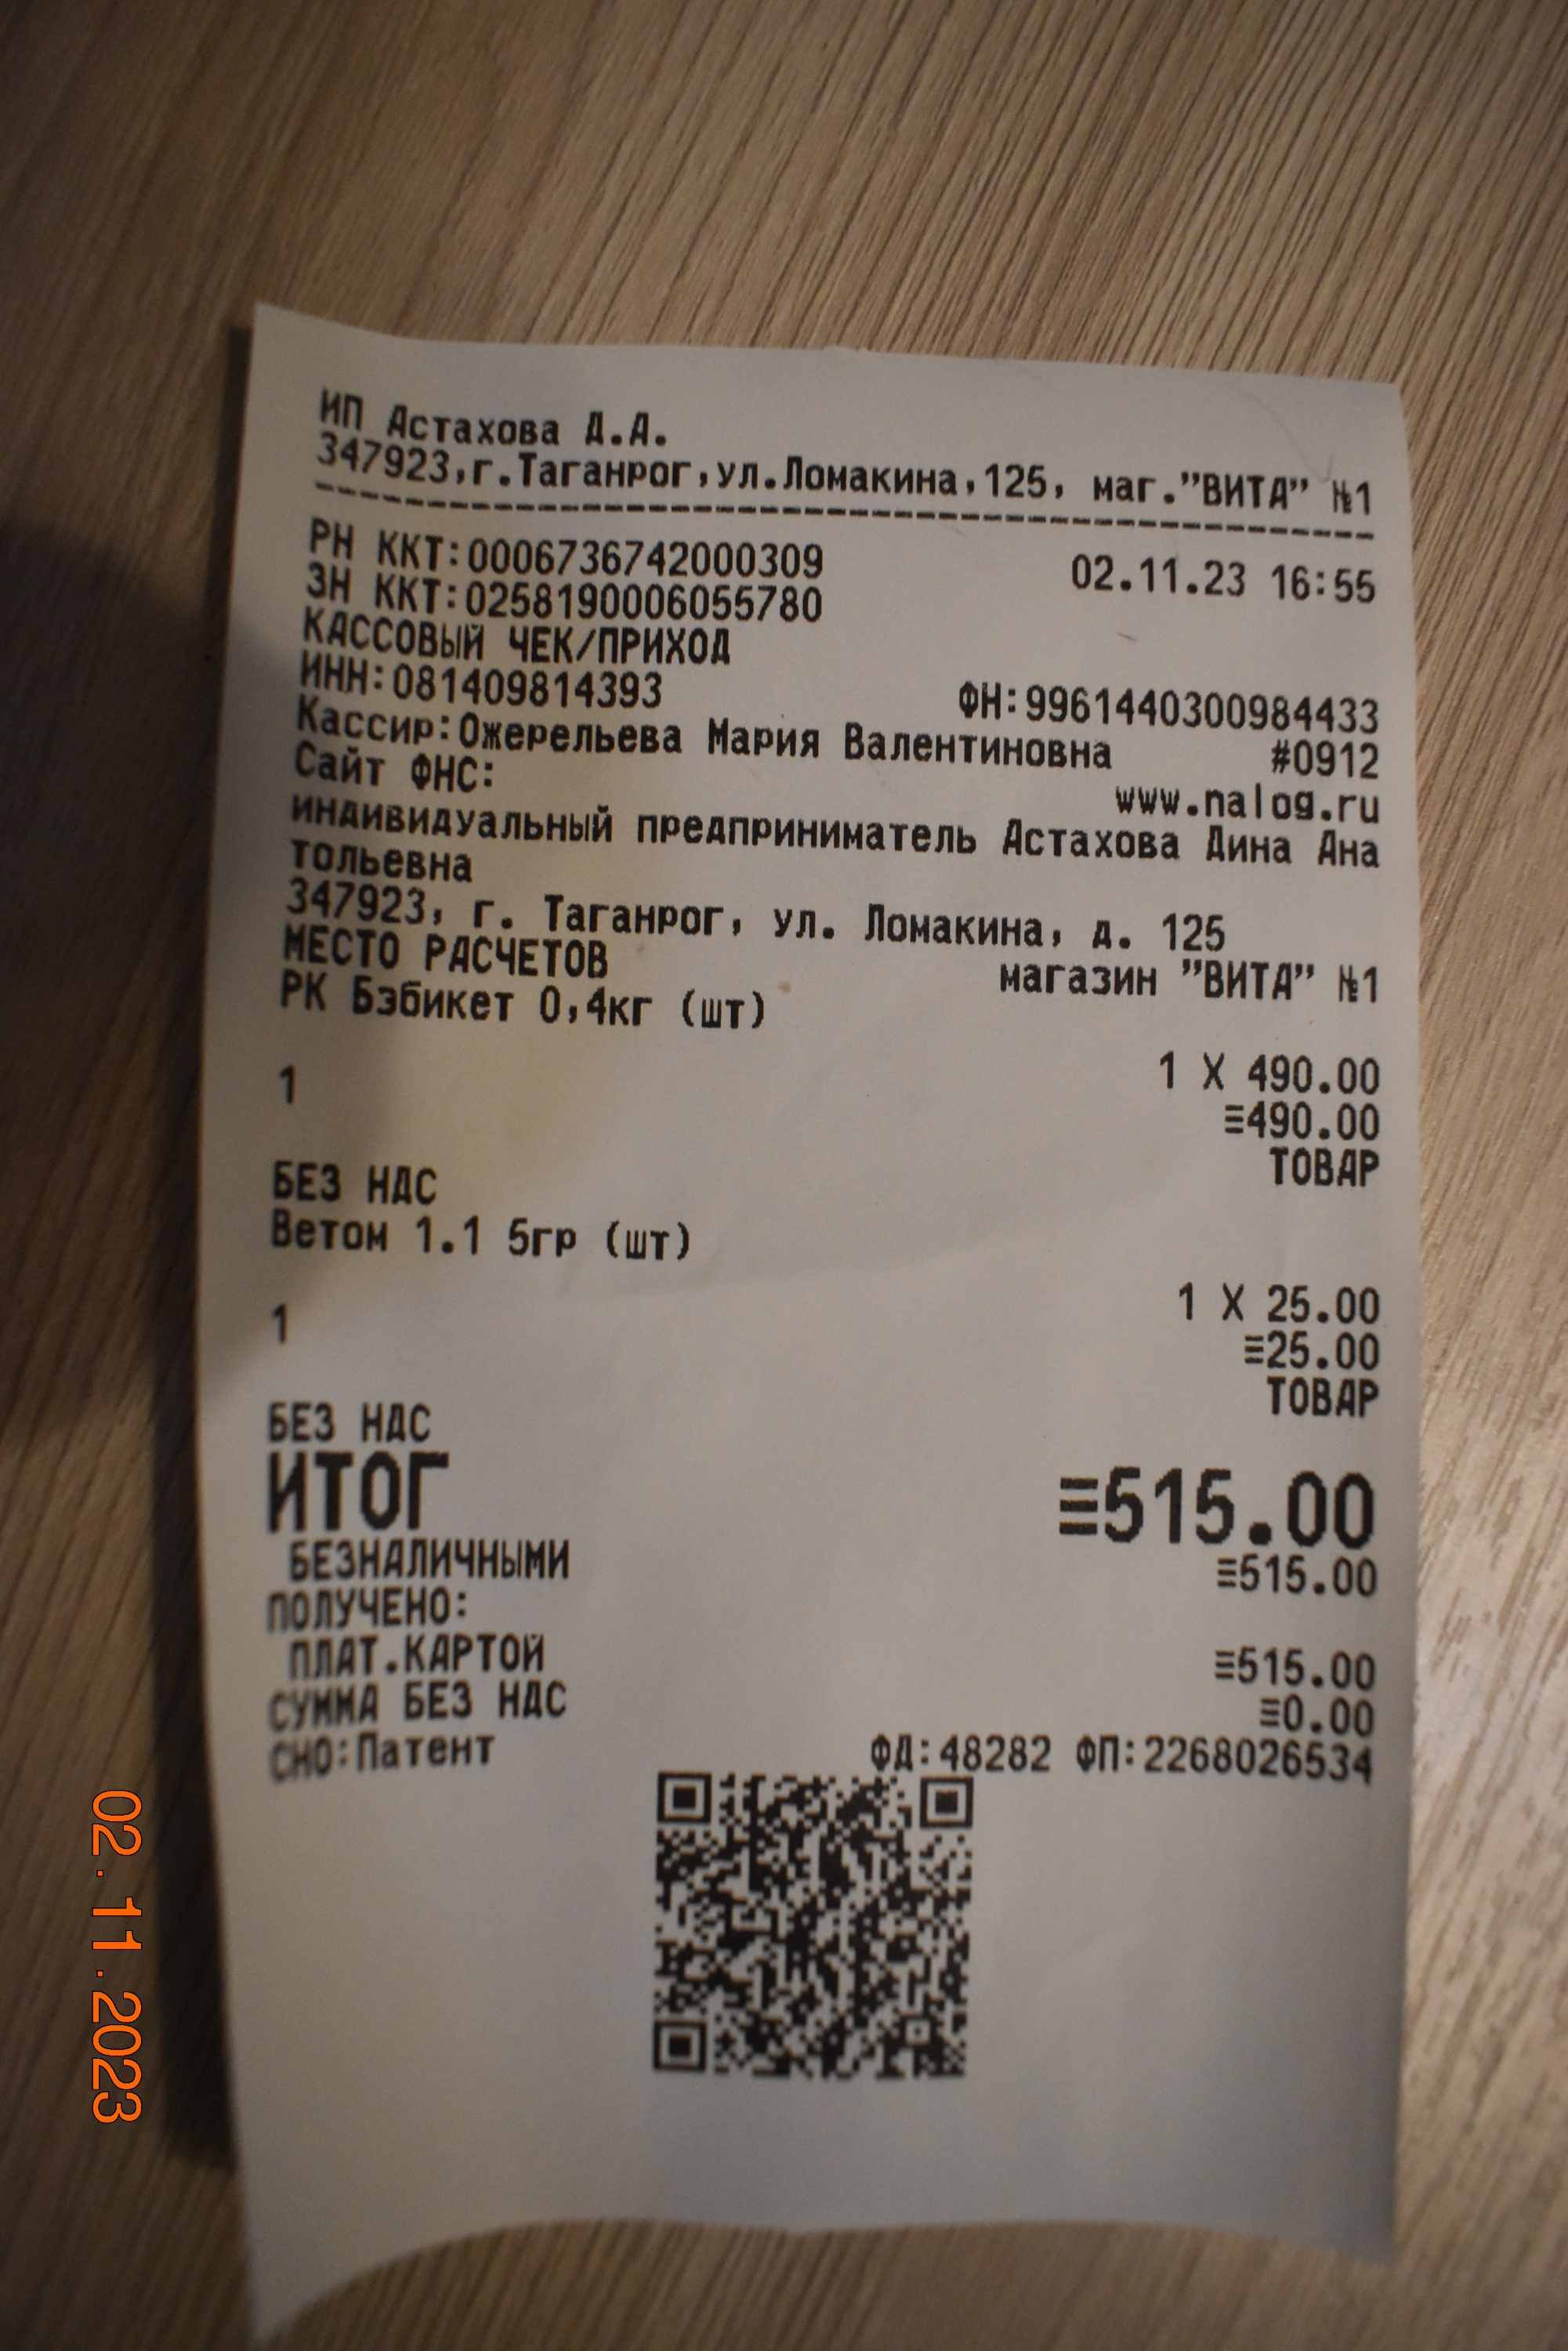 ИП Астахова Д.А.
347923,г.Таганрог,ул.Ломакина,125, маг."ВИТА" №1
РН ККТ:0006736742000309 02.11.23 16:55
ЗН ККТ:0258190006055780
КАССОВЫЙ ЧЕК/ПРИХОД
ИНН:081409814393 ФН:9961440300984433
Кассир:Ожерельева Мария Валентиновна #0912
Сайт ФНС: www.nalog.ru
индивидуальный предприниматель Астахова Дина Ана
тольевна
347923, г. Таганрог, ул. Ломакина, д. 125
МЕСТО РАСЧЕТОВ магазин "ВИТА" №1
РК Бэбикет 0,4кг (шт)
1 1 X 490.00
≡490.00
ТОВАР
БЕЗ НДС
Ветом 1.1 5гр (шт)
1 1 X 25.00
≡25.00
ТОВАР
БЕЗ НДС
ИТОГ ≡515.00
БЕЗНАЛИЧНЫМИ ≡515.00
ПОЛУЧЕНО:
ПЛАТ.КАРТОЙ ≡515.00
СУММА БЕЗ НДС ≡0.00
СНО:Патент ФД:48282 ФП:2268026534
02.11.2023